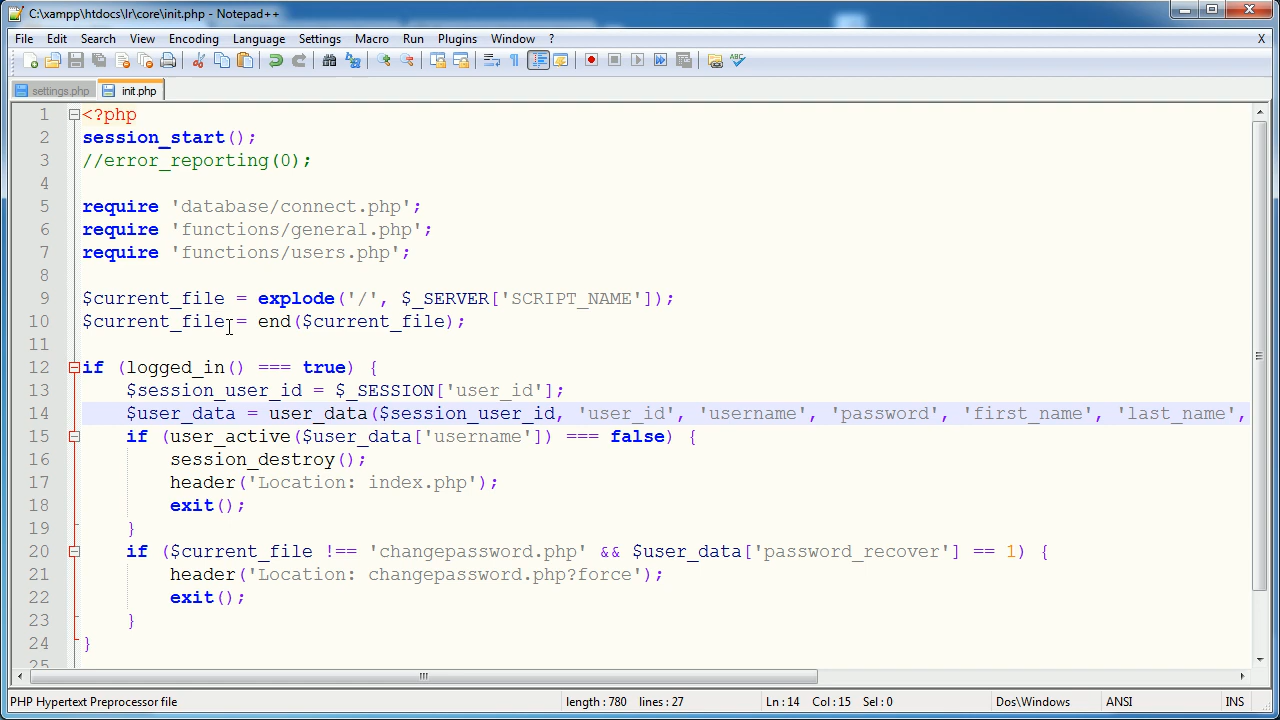 C:\xampp\htdocs\lr\core\init.php - Notepad++
File Edit Search View Encoding Language Settings Macro Run Plugins Window ? X
settings.php init.php
1 <?php
2 session_start();
3 //error_reporting(0);
4
5 require 'database/connect.php';
6 require 'functions/general.php';
7 require 'functions/users.php';
8
9 $current_file = explode('/', $_SERVER['SCRIPT_NAME']);
10 $current_file = end($current_file);
11
12 if (logged_in() === true) {
13 $session_user_id = $_SESSION['user_id'];
14 $user_data = user_data($session_user_id, 'user_id', 'username', 'password', 'first_name', 'last_name',
15 if (user_active($user_data['username']) === false) {
16 session_destroy();
17 header('Location: index.php');
18 exit();
19 }
20 if ($current_file !== 'changepassword.php' && $user_data['password_recover'] == 1) {
21 header('Location: changepassword.php?force');
22 exit();
23 }
24 }
25
PHP Hypertext Preprocessor file length : 780 lines : 27 Ln : 14 Col : 15 Sel : 0 Dos\Windows ANSI INS